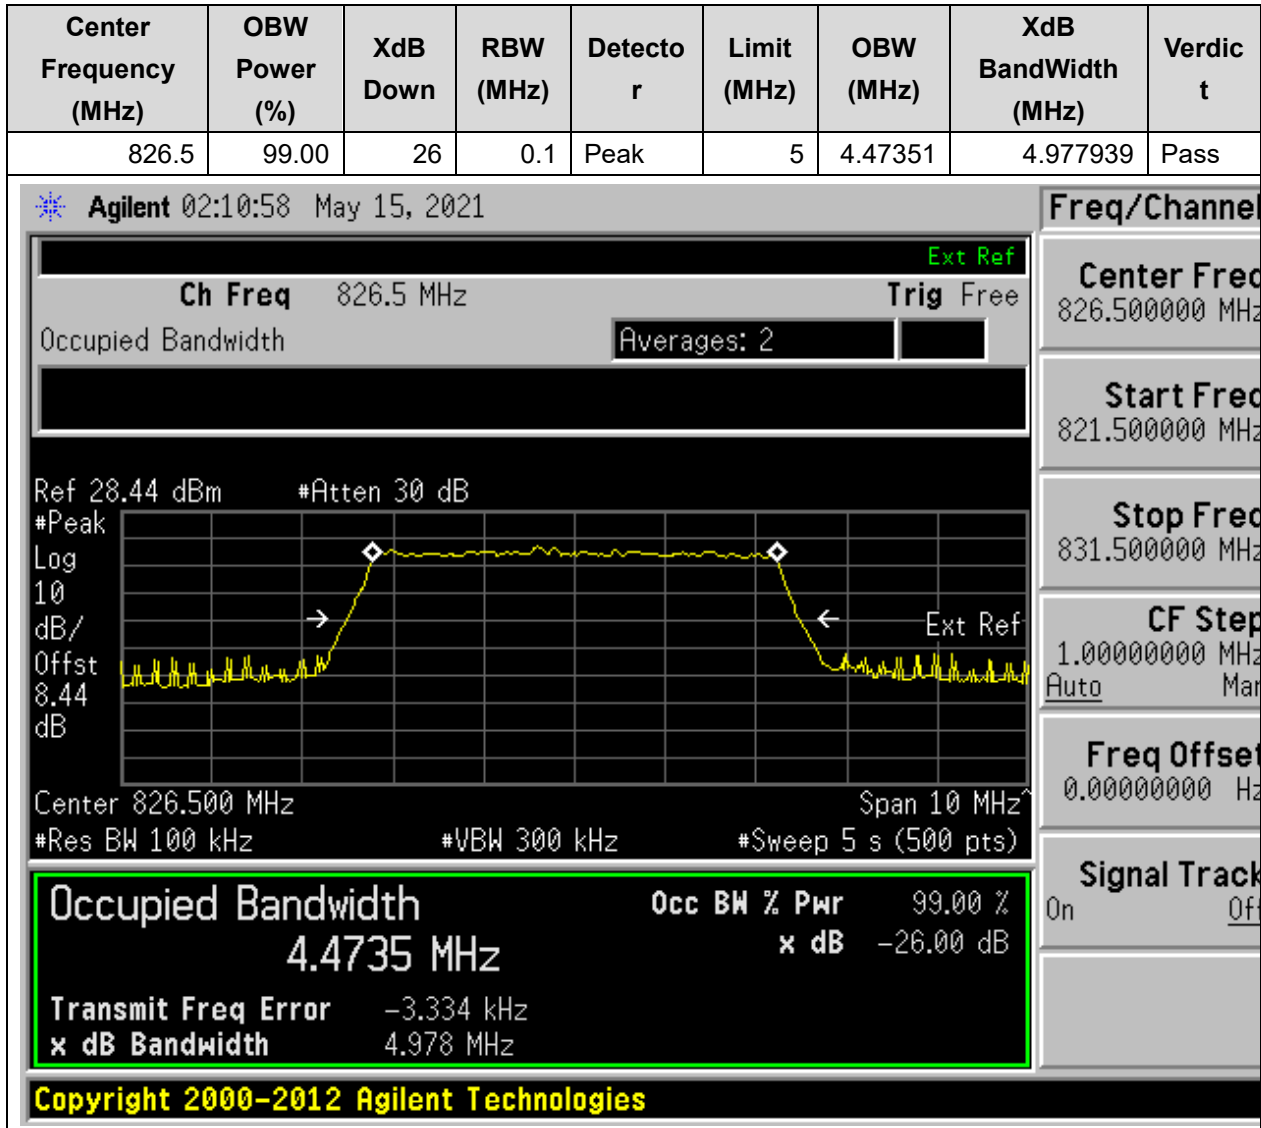 Center Frequency (MHz) OBW Power (%) XdB Down RBW (MHz) Detecto r Limit (MHz) OBW (MHz) XdB BandWidth (MHz) Verdic t
826.5 99.00 26 0.1 Peak 5 4.47351 4.977939 Pass
Agilent 02:10:58 May 15, 2021 Freq/Channel
Ext Ref
Ch Freq 826.5 MHz Trig Free
Occupied Bandwidth Averages: 2
Center Freq
826.500000 MHz
Start Freq
821.500000 MHz
Stop Freq
831.500000 MHz
CF Step
1.00000000 MHz
Auto Man
Freq Offset
0.00000000 Hz
Signal Track
On Off
Ref 28.44 dBm #Atten 30 dB
#Peak
Log
10
dB/
Offst
8.44
dB
Ext Ref
Center 826.500 MHz Span 10 MHz^
#Res BW 100 kHz #VBW 300 kHz #Sweep 5 s (500 pts)
Occupied Bandwidth Occ BW % Pwr 99.00 %
4.4735 MHz x dB -26.00 dB
Transmit Freq Error -3.334 kHz
x dB Bandwidth 4.978 MHz
Copyright 2000-2012 Agilent Technologies